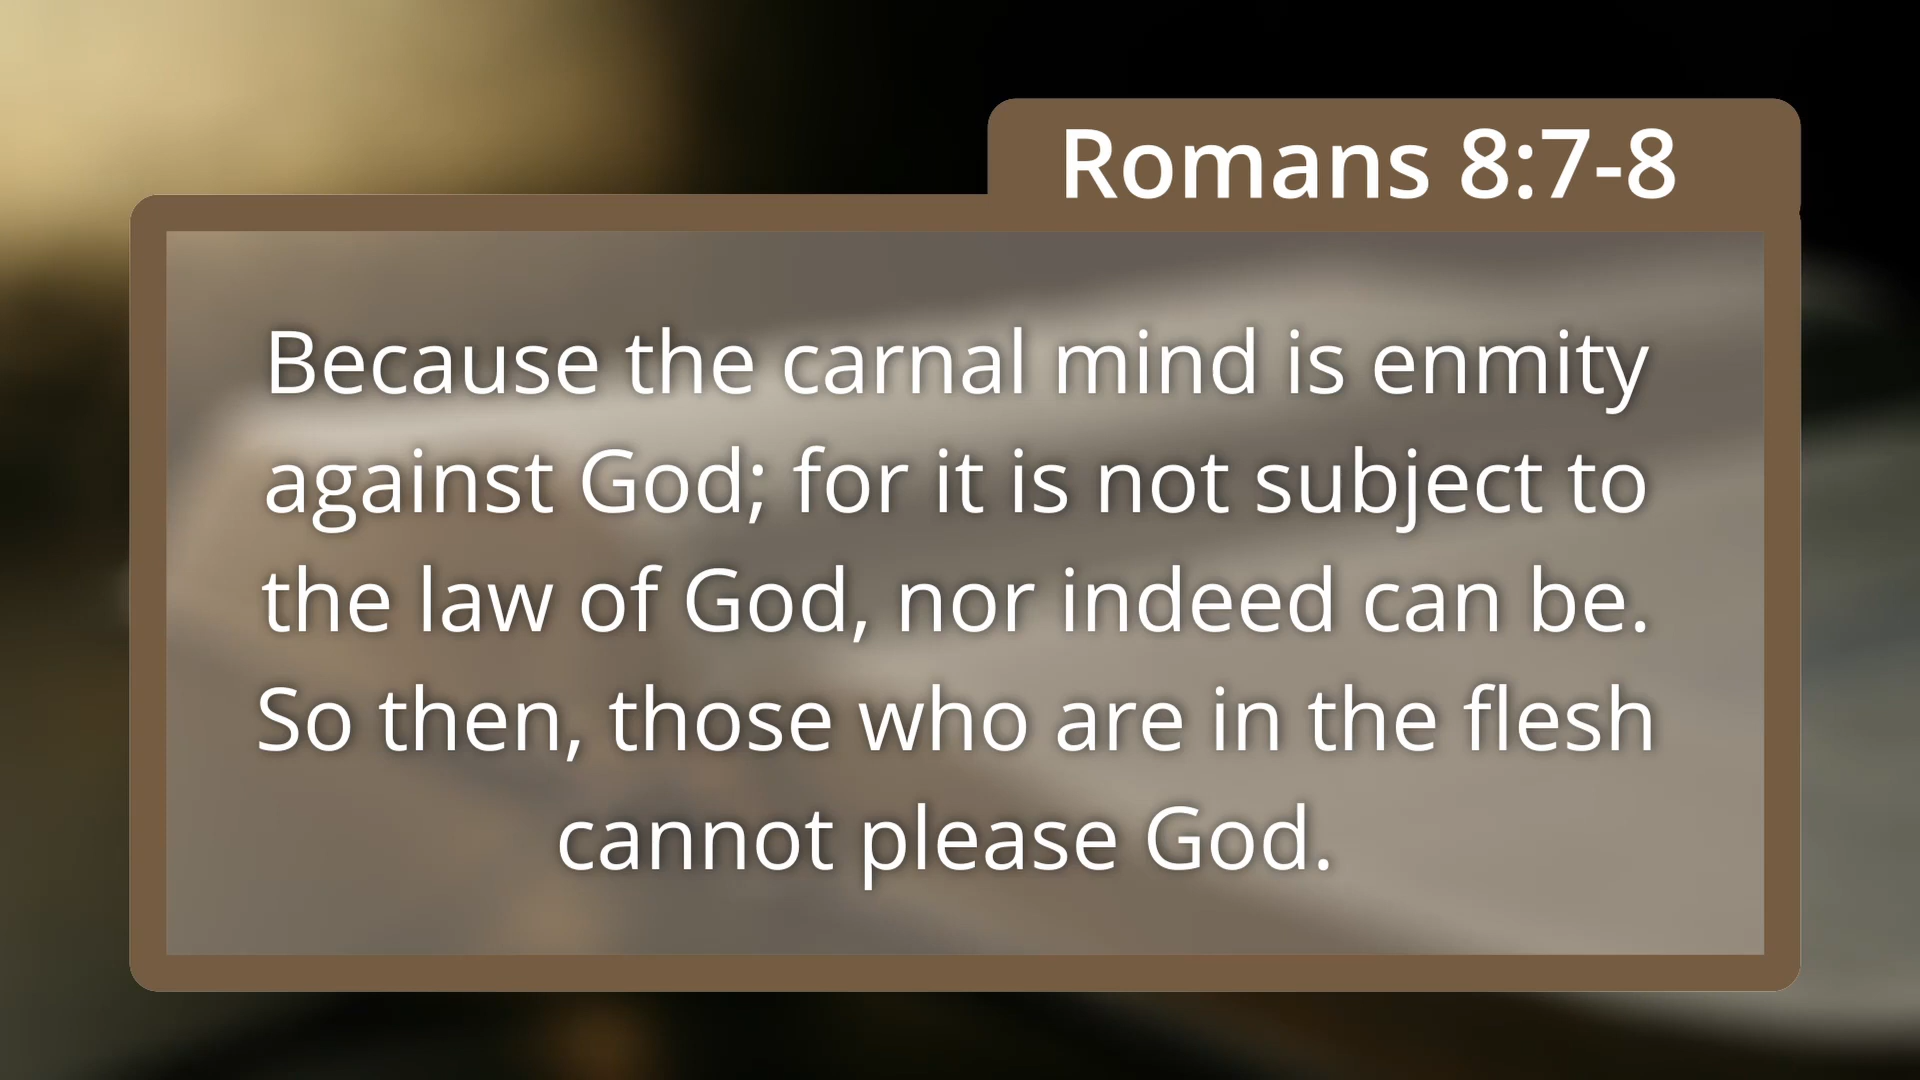 Romans 8:7-8
Because the carnal mind is enmity
against God; for it is not subject to
the law of God, nor indeed can be.
So then, those who are in the flesh
cannot please God.